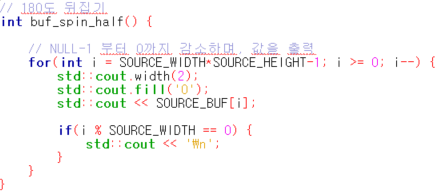 // 180도 뒤집기
int buf_spin_half() {
// NULL-1 부터 0까지 감소하며, 값을 출력
for(int i = SOURCE_WIDTH*SOURCE_HEIGHT-1; i >= 0; i--) {
std::cout.width(2);
std::cout.fill('0');
std::cout << SOURCE_BUF[i];
if(i % SOURCE_WIDTH == 0) {
std::cout << '₩n';
}
}
}